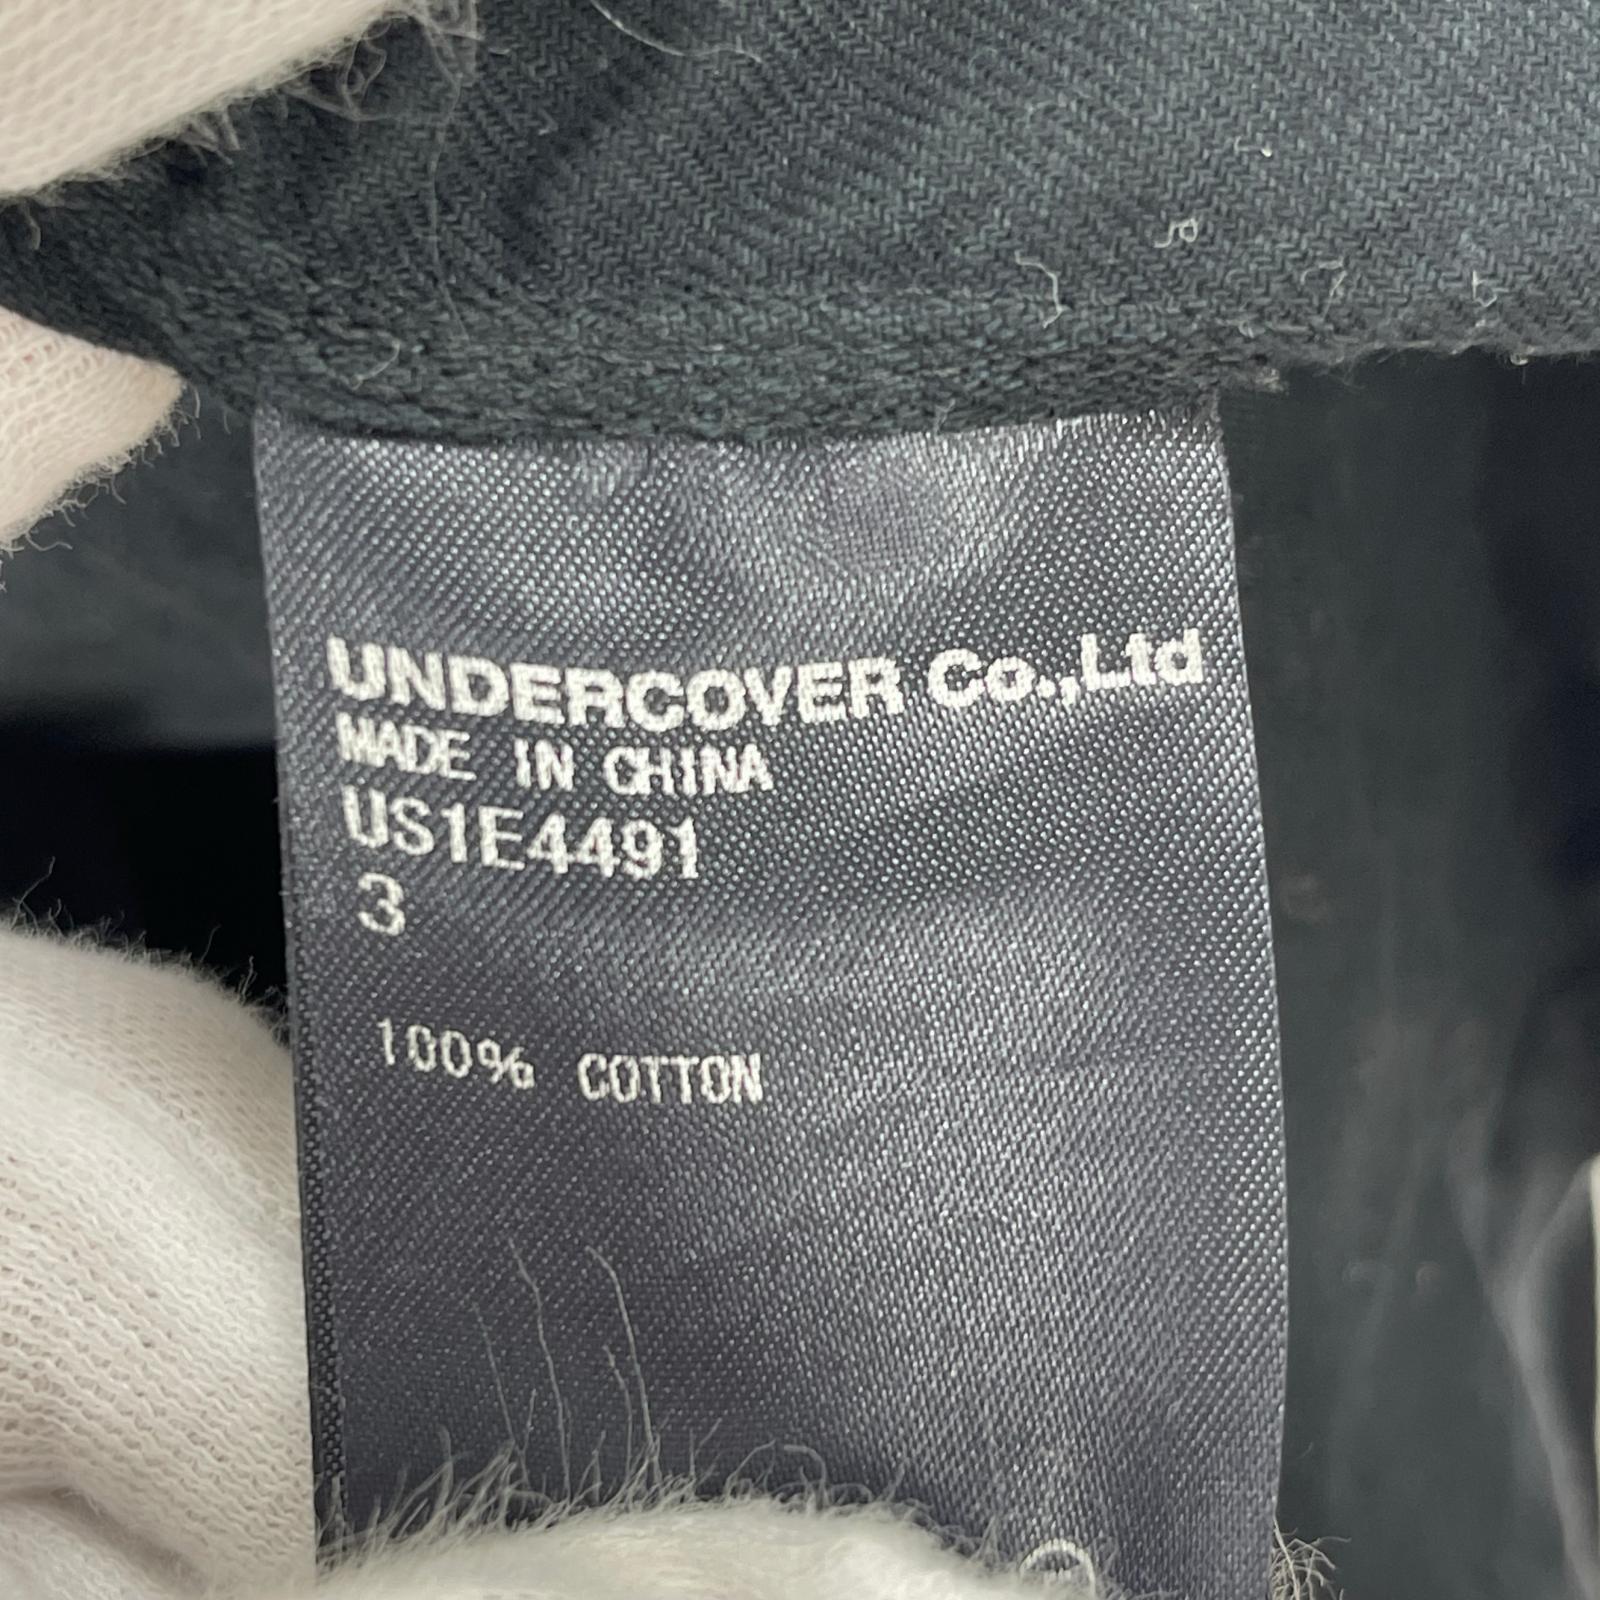 UNDERCOVER Co.,Ltd
MADE IN CHINA
US1E4491
3
100% COTTON